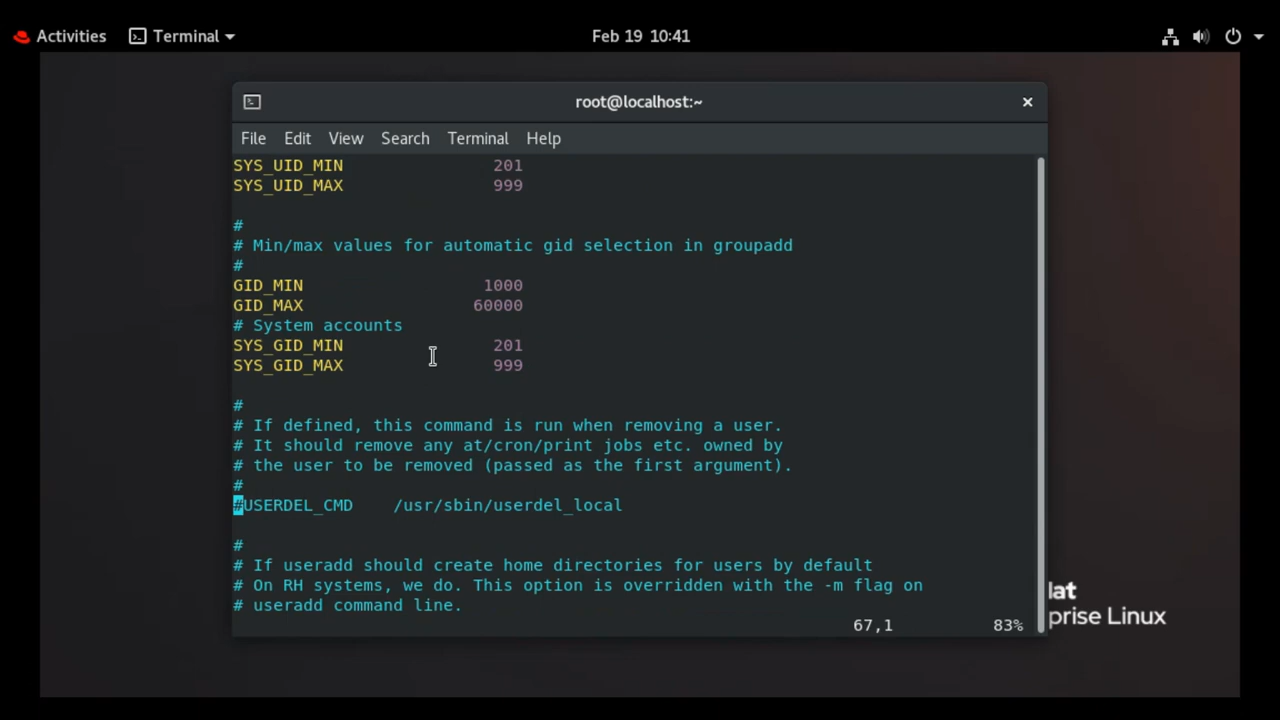 Activities Terminal Feb 19 10:41
root@localhost:~
File Edit View Search Terminal Help
SYS_UID_MIN 201
SYS_UID_MAX 999
#
# Min/max values for automatic gid selection in groupadd
#
GID_MIN 1000
GID_MAX 60000
# System accounts
SYS_GID_MIN 201
SYS_GID_MAX 999
#
# If defined, this command is run when removing a user.
# It should remove any at/cron/print jobs etc. owned by
# the user to be removed (passed as the first argument).
#
#USERDEL_CMD /usr/sbin/userdel_local
#
# If useradd should create home directories for users by default
# On RH systems, we do. This option is overridden with the -m flag on
# useradd command line.
67,1 83%
lat
prise Linux